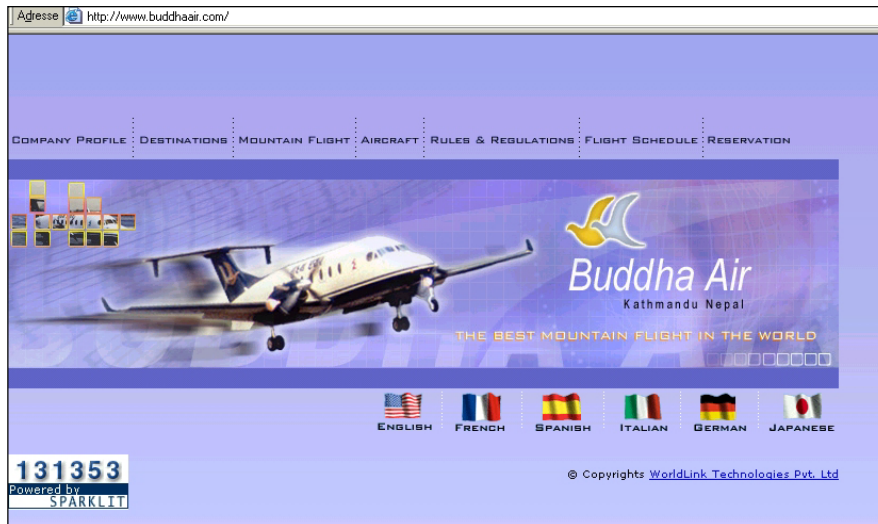 Adresse http://www.buddhaair.com/
Company Profile Destinations Mountain Flight Aircraft Rules & Regulations Flight Schedule Reservation
Buddha Air
Kathmandu Nepal
THE BEST MOUNTAIN FLIGHT IN THE WORLD
BUDDHA AIR
English French Spanish Italian German Japanese
131353
Powered by
SPARKLIT
© Copyrights WorldLink Technologies Pvt. Ltd